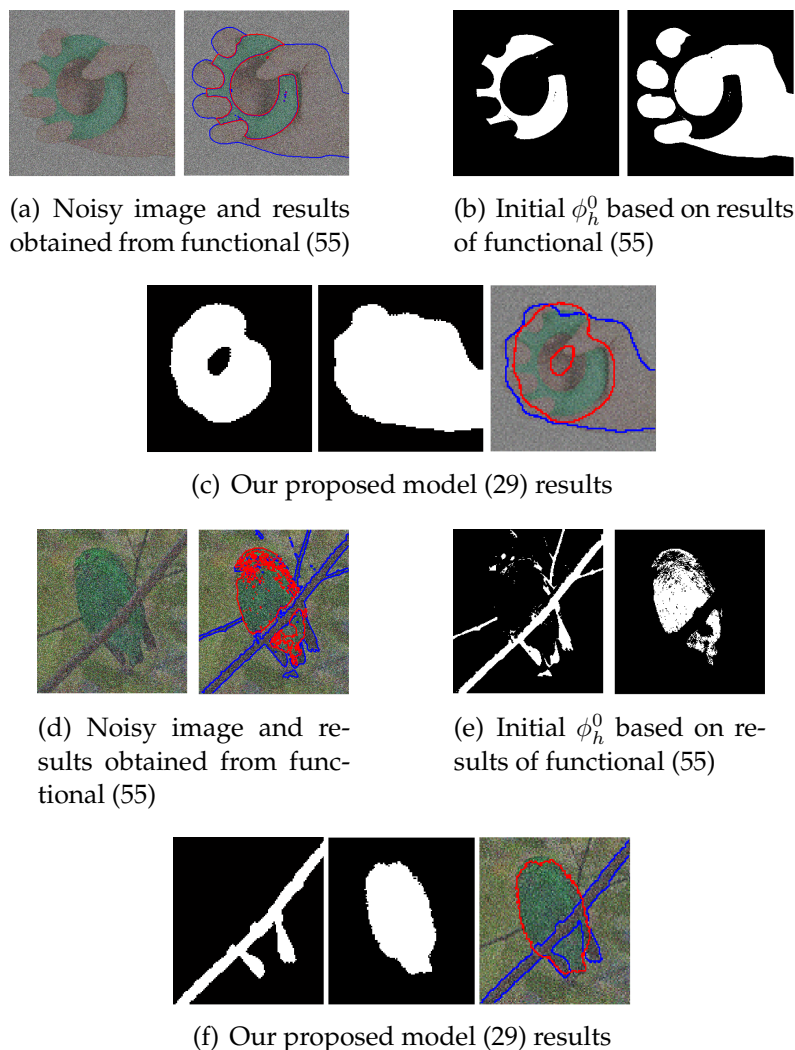 (a) Noisy image and results
obtained from functional (55)
(b) Initial $\phi_h^0$ based on results
of functional (55)
(c) Our proposed model (29) results
(d) Noisy image and re-
sults obtained from func-
tional (55)
(e) Initial $\phi_h^0$ based on re-
sults of functional (55)
(f) Our proposed model (29) results